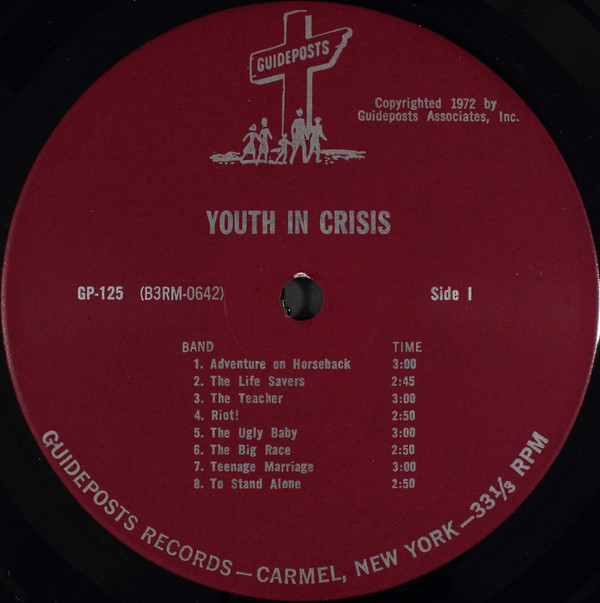 GUIDEPOSTS
Copyrighted 1972 by
Guideposts Associates, Inc.
YOUTH IN CRISIS
GP-125 (B3RM-0642) Side I
BAND TIME
1. Adventure on Horseback 3:00
2. The Life Savers 2:45
3. The Teacher 3:00
4. Riot! 2:50
5. The Ugly Baby 3:00
6. The Big Race 2:50
7. Teenage Marriage 3:00
8. To Stand Alone 2:50
GUIDEPOSTS RECORDS—CARMEL, NEW YORK—33⅓ RPM